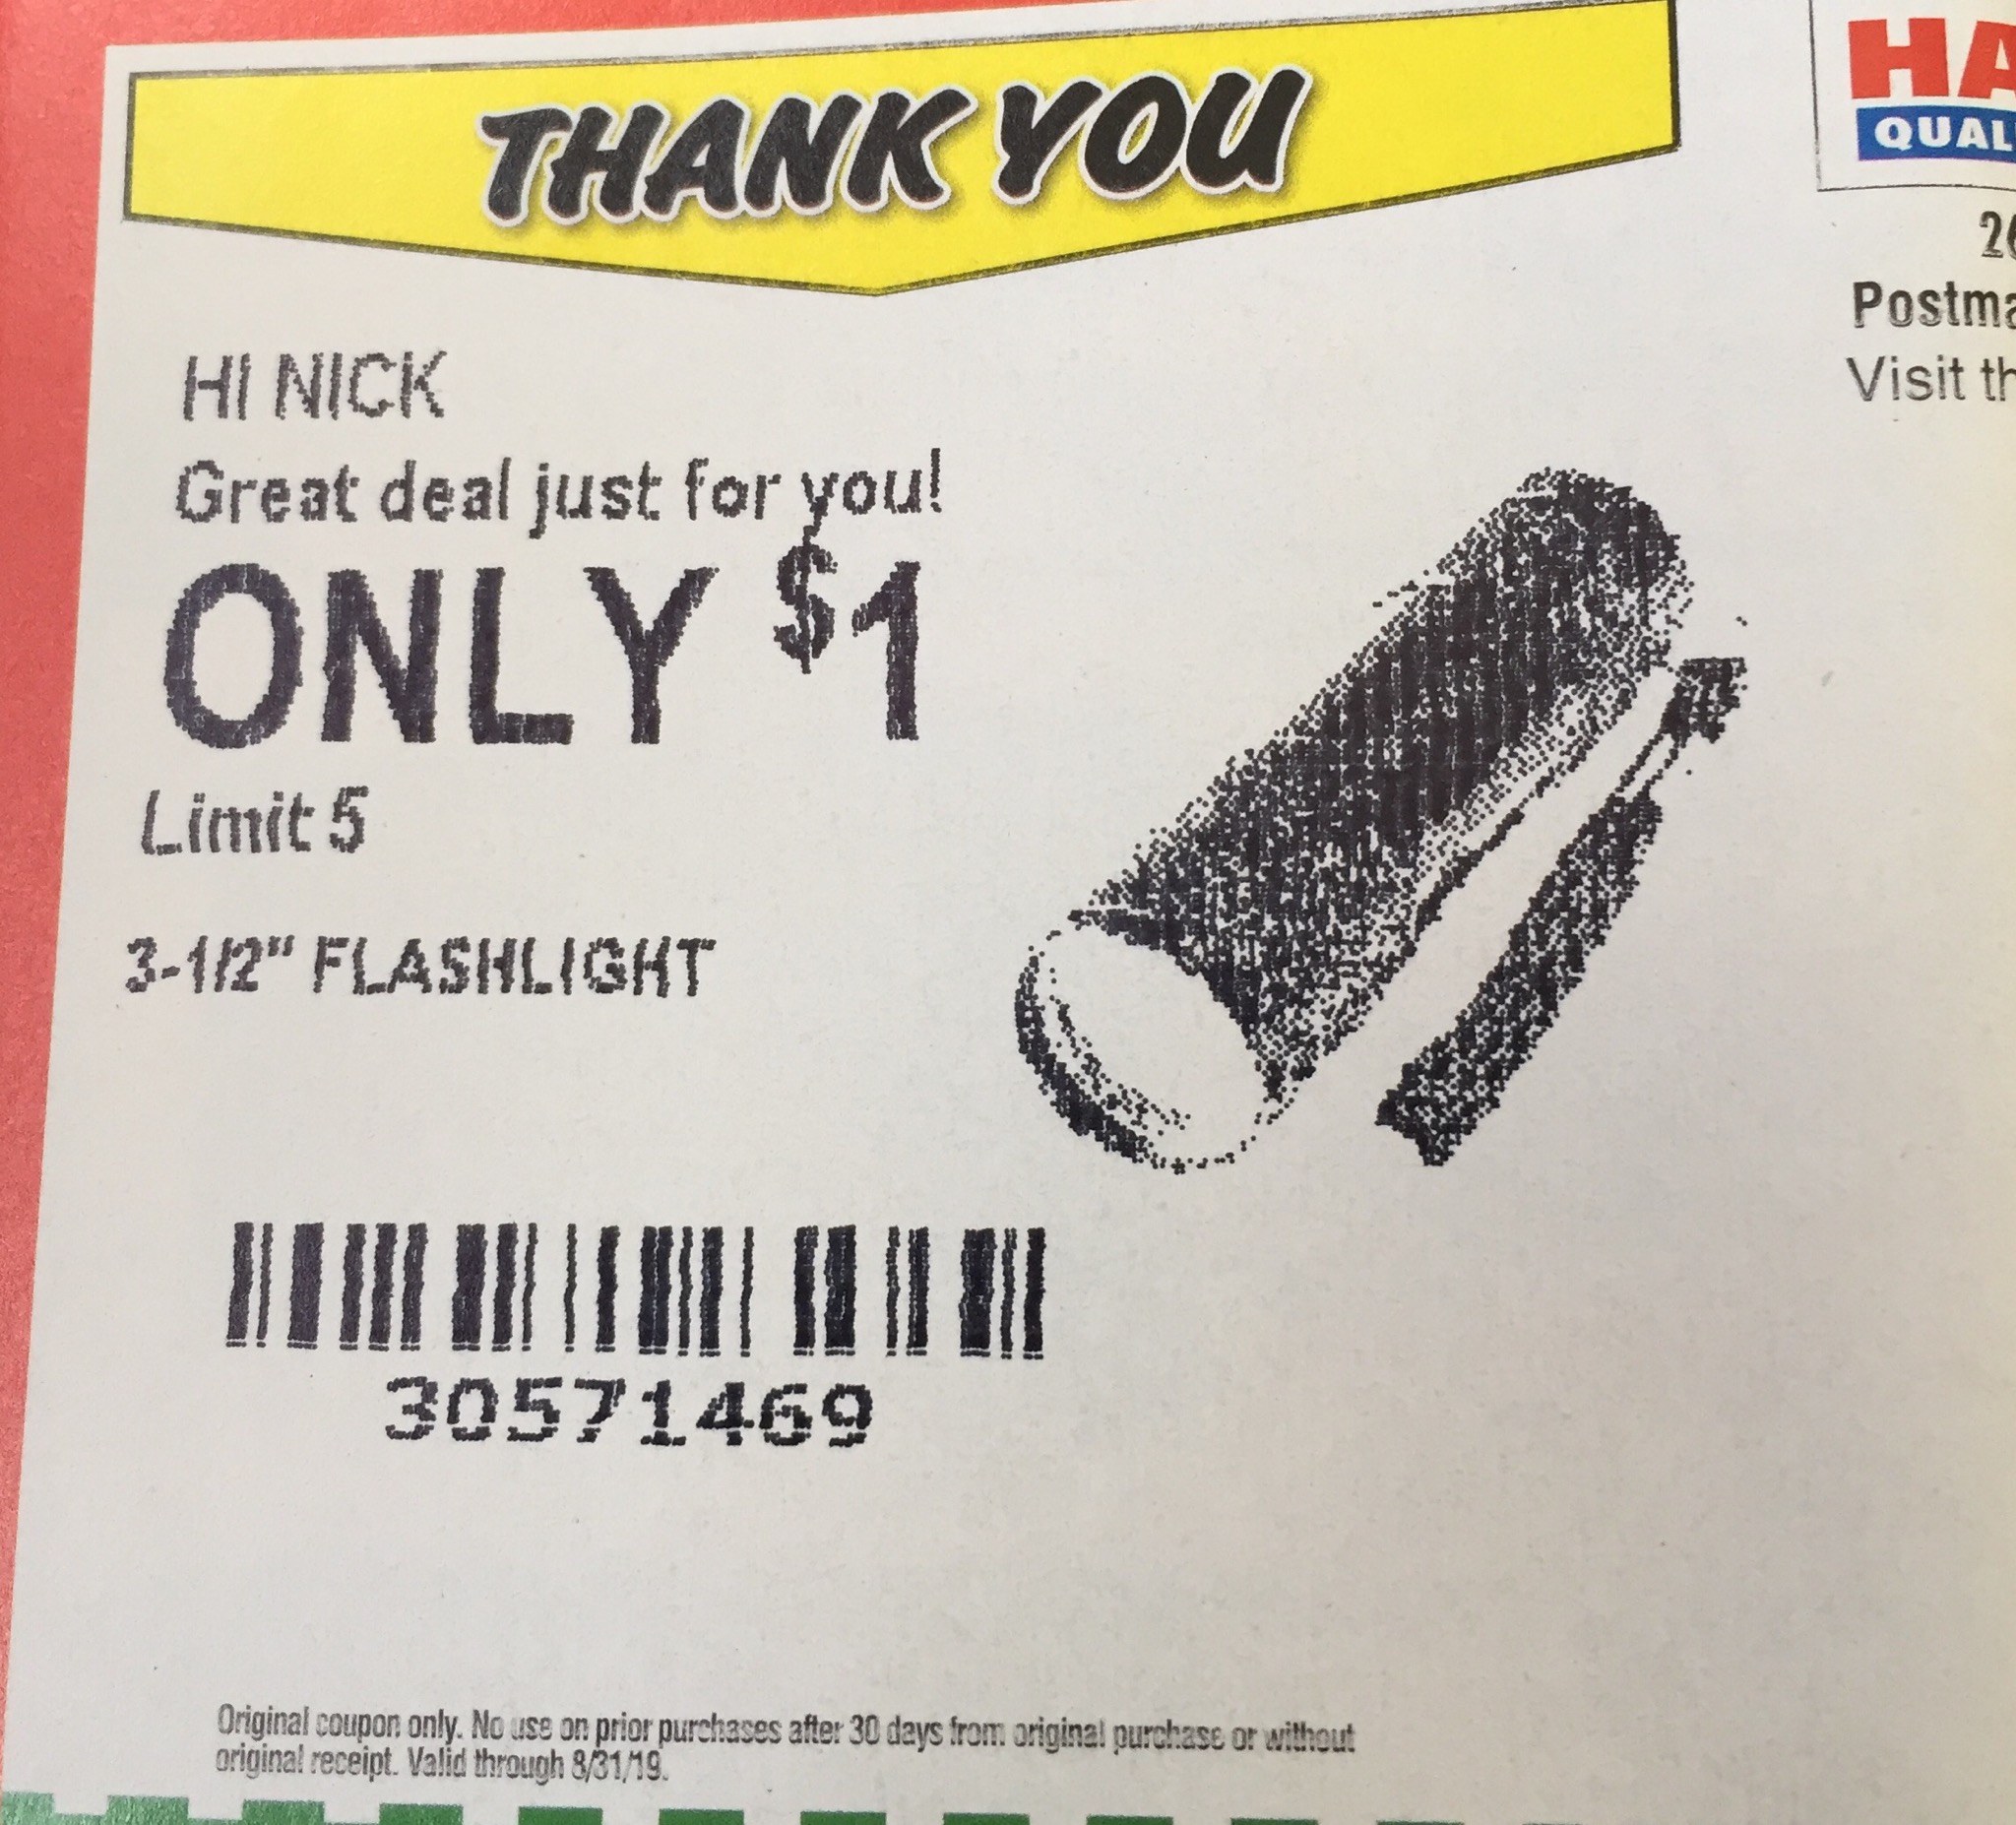 THANK YOU
HI NICK
Great deal just for you!
ONLY $1
Limit 5
3-1/2" FLASHLIGHT
30571469
Original coupon only. No use on prior purchases after 30 days from original purchase or without
original receipt. Valid through 8/31/19.
HA
QUAL
20
Postma
Visit th